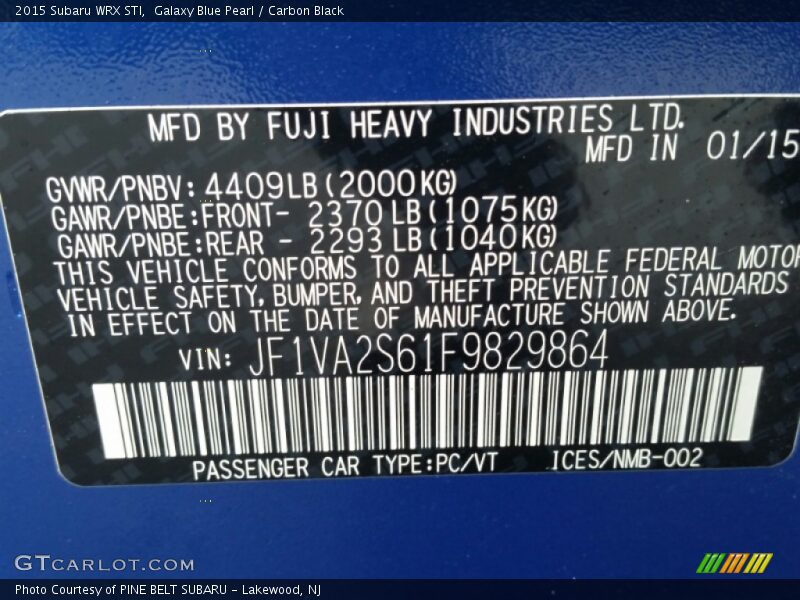 2015 Subaru WRX STI, Galaxy Blue Pearl / Carbon Black
MFD BY FUJI HEAVY INDUSTRIES LTD.
MFD IN 01/15
GVWR/PNBV: 4409LB(2000KG)
GAWR/PNBE:FRONT- 2370LB(1075KG)
GAWR/PNBE:REAR - 2293LB(1040KG)
THIS VEHICLE CONFORMS TO ALL APPLICABLE FEDERAL MOTOR
VEHICLE SAFETY, BUMPER, AND THEFT PREVENTION STANDARDS
IN EFFECT ON THE DATE OF MANUFACTURE SHOWN ABOVE.
VIN: JF1VA2S61F9829864
PASSENGER CAR TYPE:PC/VT ICES/NMB-002
GTCARLOT.COM
Photo Courtesy of PINE BELT SUBARU - Lakewood, NJ